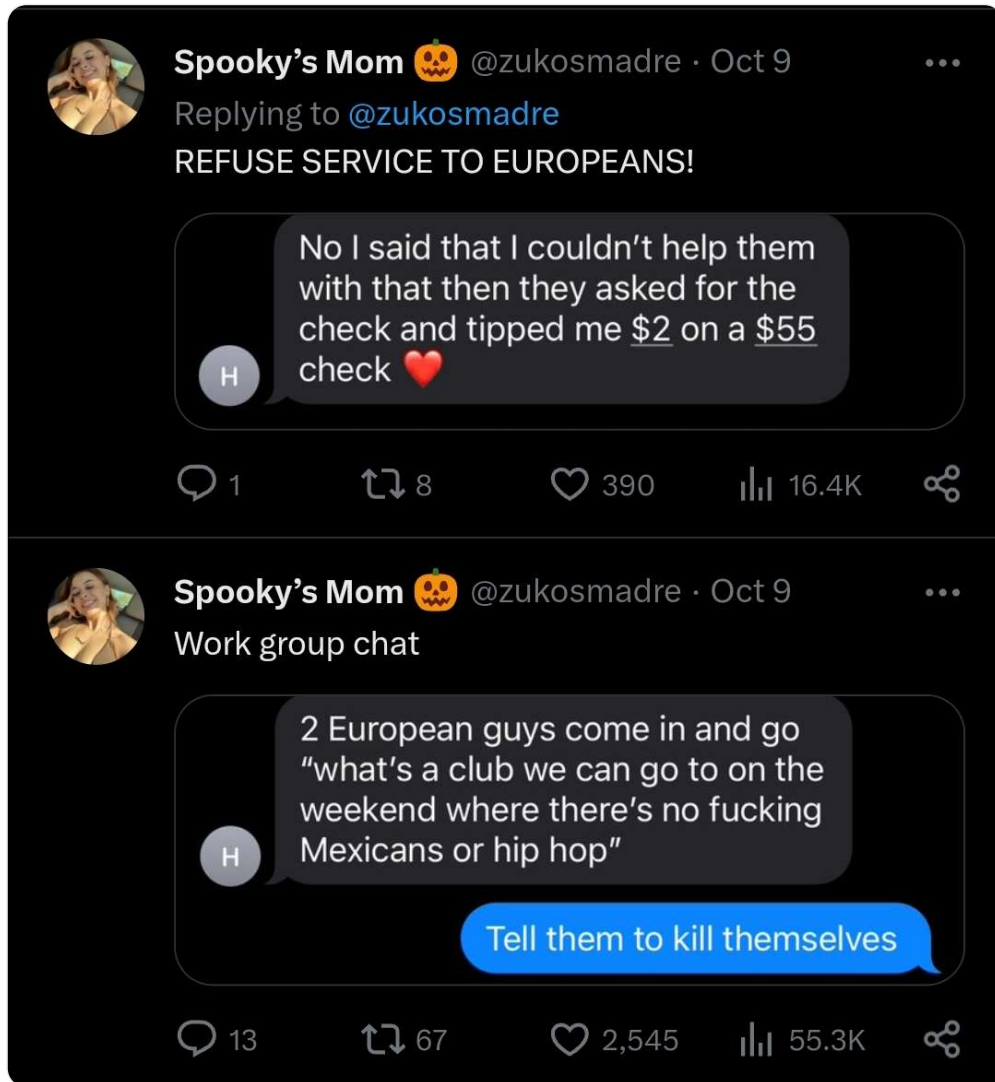 Spooky’s Mom 🎃 @zukosmadre · Oct 9
Replying to @zukosmadre
REFUSE SERVICE TO EUROPEANS!
No I said that I couldn’t help them
with that then they asked for the
check and tipped me $2 on a $55
check ❤️
H
1 8 390 16.4K
Spooky’s Mom 🎃 @zukosmadre · Oct 9
Work group chat
2 European guys come in and go
“what’s a club we can go to on the
weekend where there’s no fucking
Mexicans or hip hop”
H
Tell them to kill themselves
13 67 2,545 55.3K